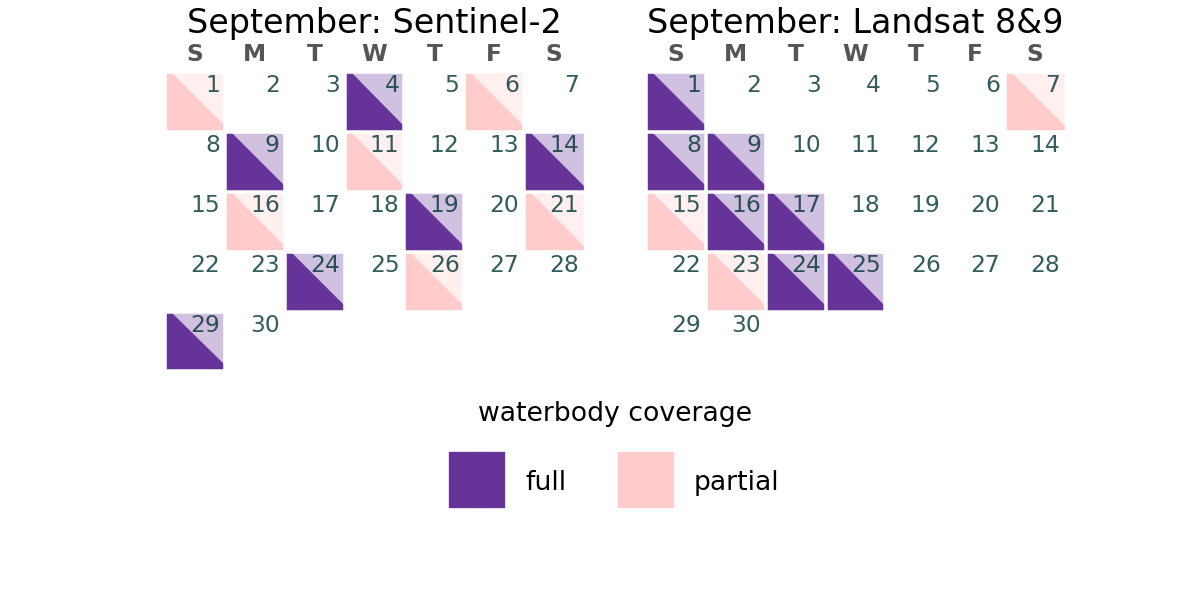 September: Sentinel-2
S M T W T F S
1 2 3 4 5 6 7
8 9 10 11 12 13 14
15 16 17 18 19 20 21
22 23 24 25 26 27 28
29 30
September: Landsat 8&9
S M T W T F S
1 2 3 4 5 6 7
8 9 10 11 12 13 14
15 16 17 18 19 20 21
22 23 24 25 26 27 28
29 30
waterbody coverage
full
partial